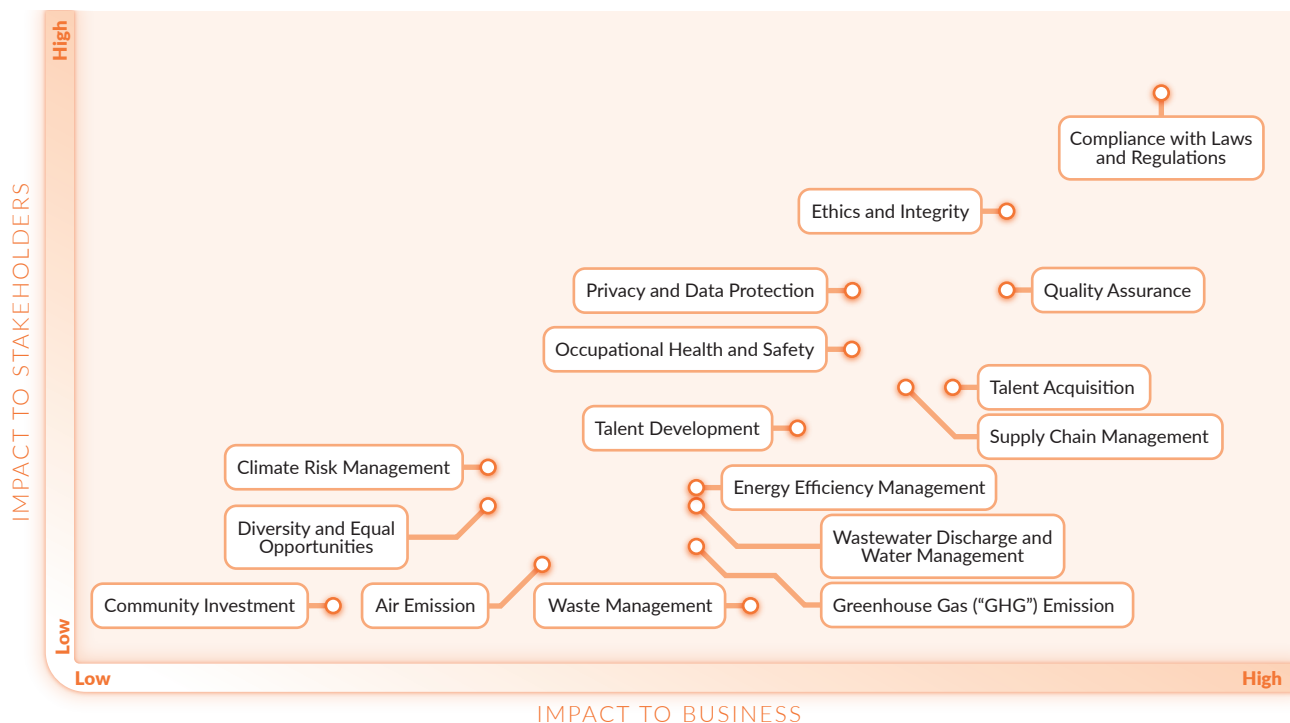 High
Compliance with Laws
and Regulations
Ethics and Integrity
Privacy and Data Protection
Quality Assurance
Occupational Health and Safety
Talent Acquisition
Talent Development
Supply Chain Management
Climate Risk Management
Energy Efficiency Management
Diversity and Equal
Opportunities
Wastewater Discharge and
Water Management
Community Investment
Air Emission
Waste Management
Greenhouse Gas (“GHG”) Emission
Low
IMPACT TO STAKEHOLDERS
Low
High
IMPACT TO BUSINESS